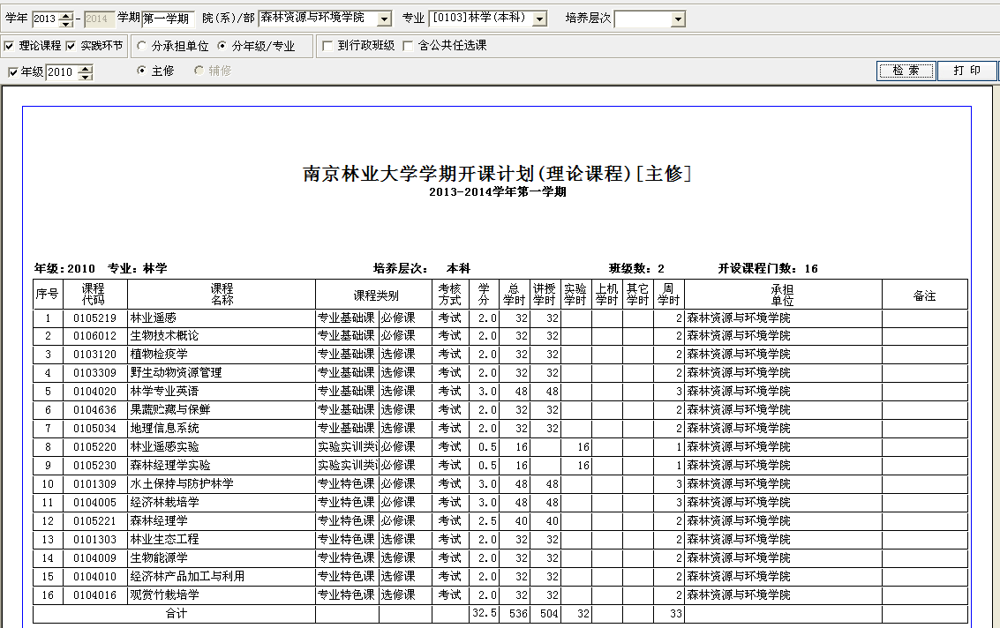 学年 2013 - 2014 学期 第一学期 院(系)/部 森林资源与环境学院 专业 [0103]林学(本科) 培养层次
理论课程 实践环节 分承担单位 分年级/专业 到行政班级 含公共任选课
年级 2010 主修 辅修 检索 打印
南京林业大学学期开课计划(理论课程)[主修]
2013-2014学年第一学期
年级:2010 专业: 林学 培养层次: 本科 班级数: 2 开设课程门数: 16
序号 课程代码 课程名称 课程类别 考核方式 学分 总学时 讲授学时 实验学时 上机学时 其它学时 周学时 承担单位 备注
1 0105219 林业遥感 专业基础课 必修课 考试 2.0 32 32 2 森林资源与环境学院
2 0106012 生物技术概论 专业基础课 必修课 考试 2.0 32 32 2 森林资源与环境学院
3 0103120 植物检疫学 专业基础课 选修课 考试 2.0 32 32 2 森林资源与环境学院
4 0103309 野生动物资源管理 专业基础课 选修课 考试 2.0 32 32 2 森林资源与环境学院
5 0104020 林学专业英语 专业基础课 选修课 考试 3.0 48 48 3 森林资源与环境学院
6 0104636 果蔬贮藏与保鲜 专业基础课 选修课 考试 2.0 32 32 2 森林资源与环境学院
7 0105034 地理信息系统 专业基础课 选修课 考试 2.0 32 32 2 森林资源与环境学院
8 0105220 林业遥感实验 实验实训类 必修课 考试 0.5 16 16 1 森林资源与环境学院
9 0105230 森林经理学实验 实验实训类 必修课 考试 0.5 16 16 1 森林资源与环境学院
10 0101309 水土保持与防护林学 专业特色课 必修课 考试 3.0 48 48 3 森林资源与环境学院
11 0104005 经济林栽培学 专业特色课 必修课 考试 3.0 48 48 3 森林资源与环境学院
12 0105221 森林经理学 专业特色课 必修课 考试 2.5 40 40 2 森林资源与环境学院
13 0101303 林业生态工程 专业特色课 选修课 考试 2.0 32 32 2 森林资源与环境学院
14 0104009 生物能源学 专业特色课 选修课 考试 2.0 32 32 2 森林资源与环境学院
15 0104010 经济林产品加工与利用 专业特色课 选修课 考试 2.0 32 32 2 森林资源与环境学院
16 0104016 观赏竹栽培学 专业特色课 选修课 考试 2.0 32 32 2 森林资源与环境学院
合计 32.5 536 504 32 33